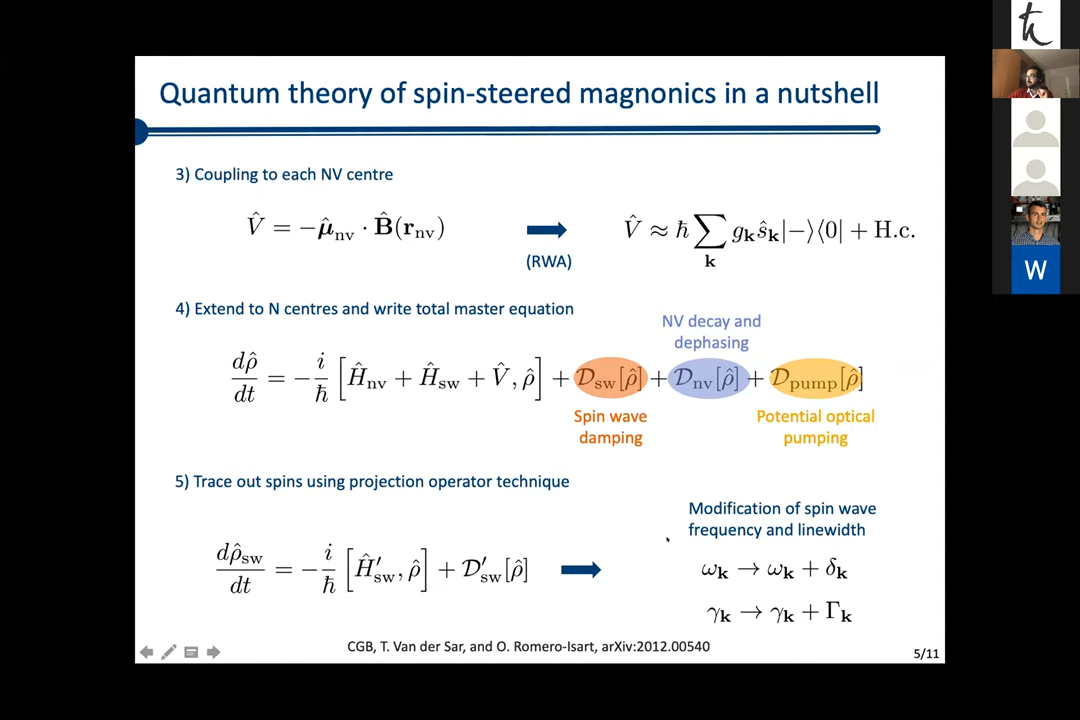 Quantum theory of spin-steered magnonics in a nutshell
3) Coupling to each NV centre
V̂ = −μ̂_nv · B̂(r_nv)
(RWA)
V̂ ≈ ħ ∑_k g_k ŝ_k |−⟩⟨0| + H.c.
4) Extend to N centres and write total master equation
NV decay and
dephasing
dρ̂/dt = −i/ħ [Ĥ_nv + Ĥ_sw + V̂, ρ̂] + 𝒟_sw[ρ̂] + 𝒟_nv[ρ̂] + 𝒟_pump[ρ̂]
Spin wave
damping
Potential optical
pumping
5) Trace out spins using projection operator technique
Modification of spin wave
frequency and linewidth
dρ̂_sw/dt = −i/ħ [Ĥ′_sw, ρ̂] + 𝒟′_sw[ρ̂]
ω_k → ω_k + δ_k
γ_k → γ_k + Γ_k
CGB, T. Van der Sar, and O. Romero-Isart, arXiv:2012.00540
5/11
ħ
W